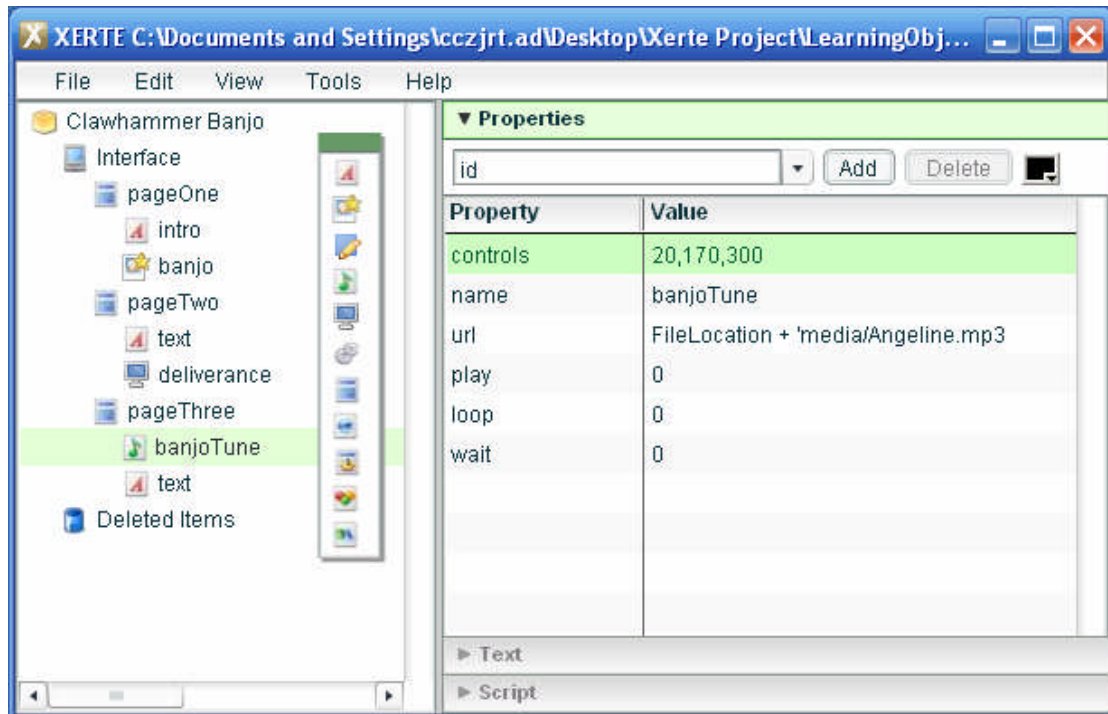 XERTE C:\Documents and Settings\cczjrt.ad\Desktop\Xerte Project\LearningObj...
File Edit View Tools Help
Clawhammer Banjo
Interface
pageOne
intro
banjo
pageTwo
text
deliverance
pageThree
banjoTune
text
Deleted Items
Properties
id Add Delete
Property Value
controls 20,170,300
name banjoTune
url FileLocation + 'media/Angeline.mp3
play 0
loop 0
wait 0
Text
Script